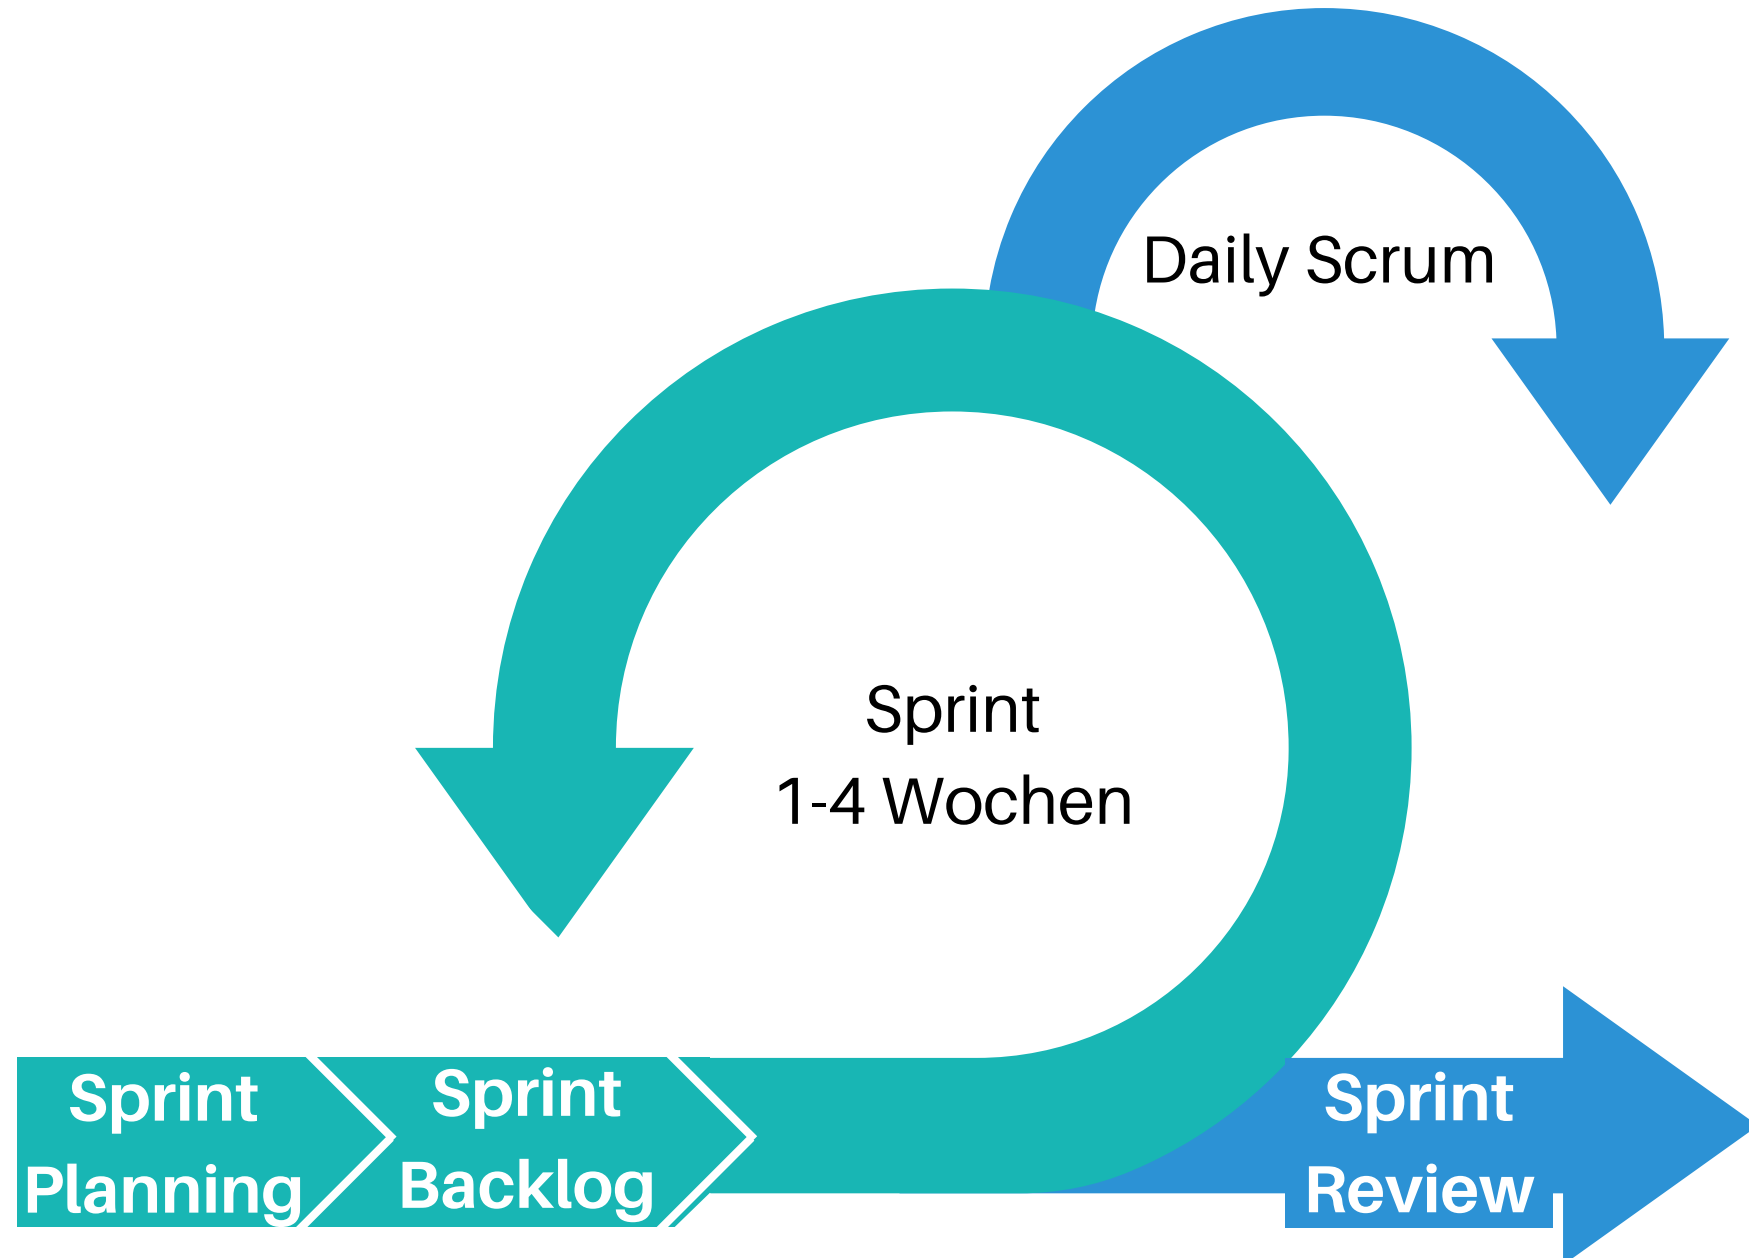 Daily Scrum
Sprint
1-4 Wochen
Sprint
Planning
Sprint
Backlog
Sprint
Review